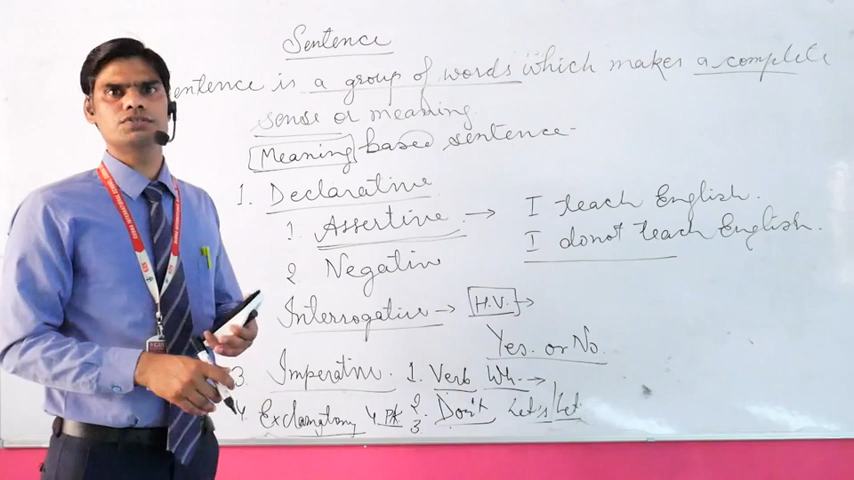 Sentence
entence is a group of words which makes a complete
sense or meaning.
Meaning based sentence-
1. Declarative
1. Assertive → I teach English.
2 Negative I donot teach English.
Interrogative → H.V. →
Yes. or No.
3. Imperative. 1. Verb Wh. →
4. Exclamatory 2. Don't Let's/Let
3